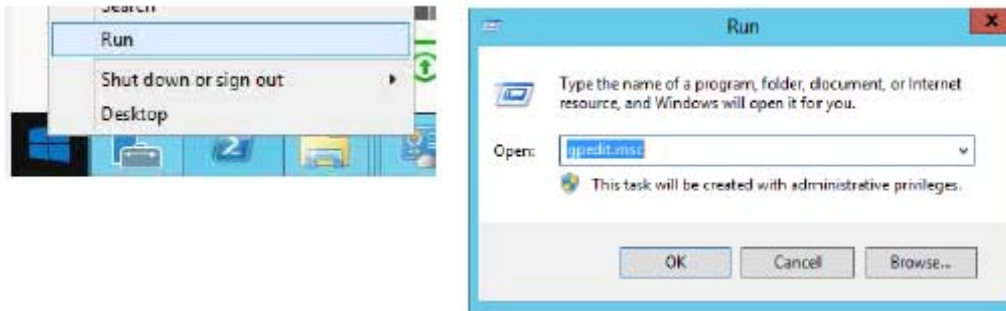 Search
Run
Shut down or sign out
Desktop
Run
Type the name of a program, folder, document, or Internet
resource, and Windows will open it for you.
Open:
gpedit.msc
This task will be created with administrative privileges.
OK
Cancel
Browse...